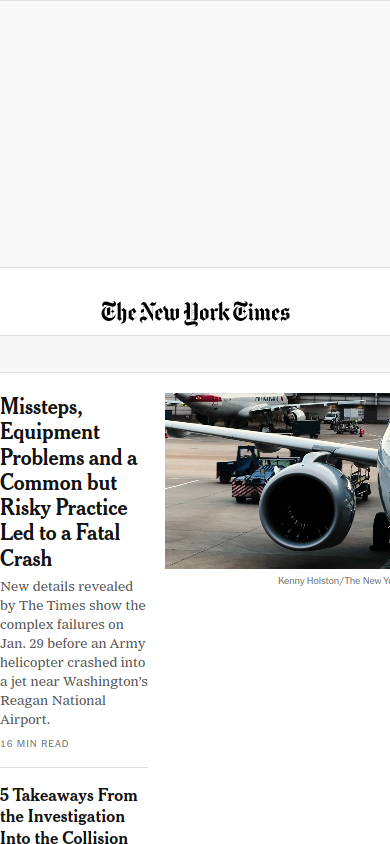 The New York Times
Missteps,
Equipment
Problems and a
Common but
Risky Practice
Led to a Fatal
Crash
New details revealed
by The Times show the
complex failures on
Jan. 29 before an Army
helicopter crashed into
a jet near Washington's
Reagan National
Airport.
16 MIN READ
Kenny Holston/The New Yo
5 Takeaways From
the Investigation
Into the Collision